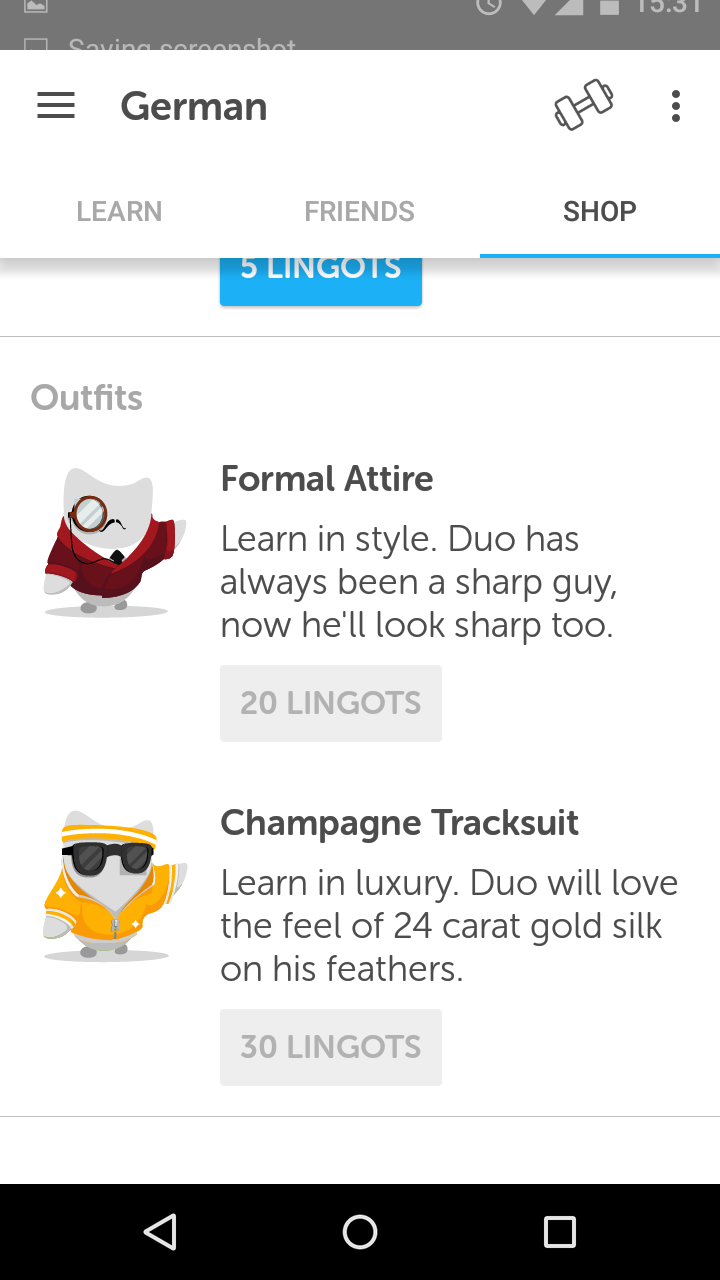 15:31
Saving screenshot
German
LEARN FRIENDS SHOP
5 LINGOTS
Outfits
Formal Attire
Learn in style. Duo has
always been a sharp guy,
now he'll look sharp too.
20 LINGOTS
Champagne Tracksuit
Learn in luxury. Duo will love
the feel of 24 carat gold silk
on his feathers.
30 LINGOTS